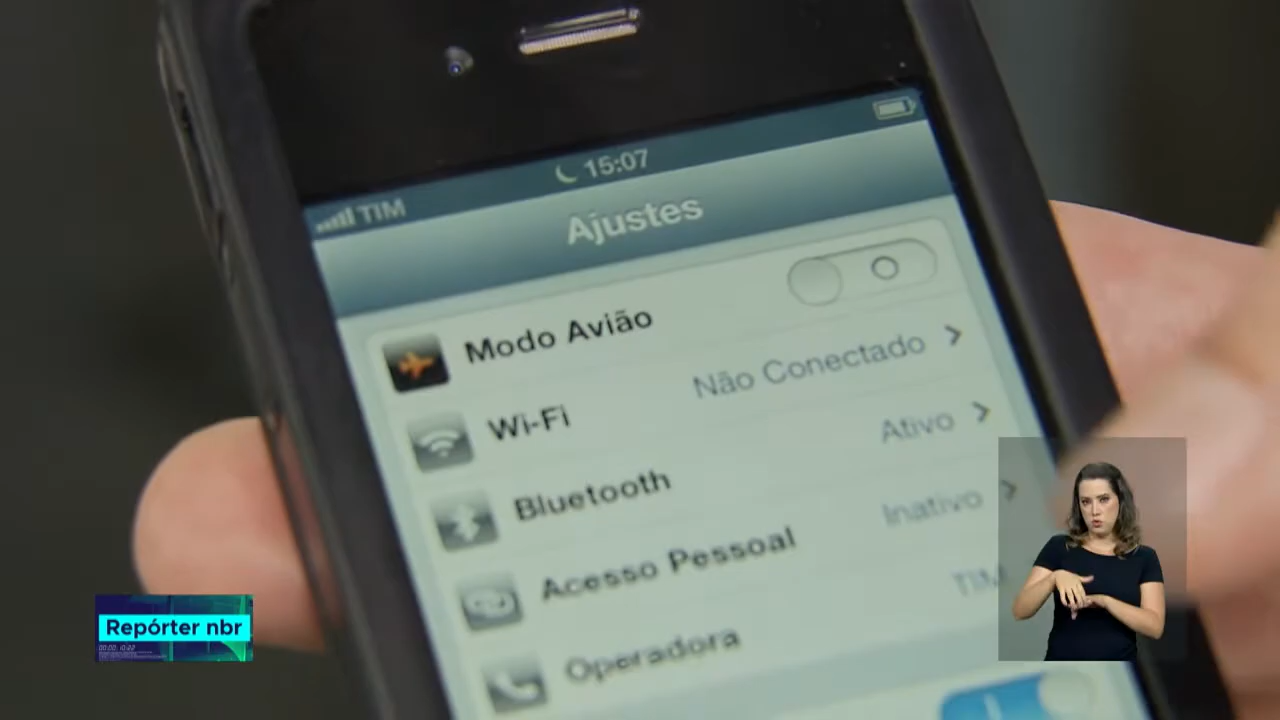 15:07
TIM
Ajustes
Modo Avião
Wi-Fi Não Conectado
Bluetooth Ativo
Acesso Pessoal Inativo
Operadora TIM
Repórter nbr